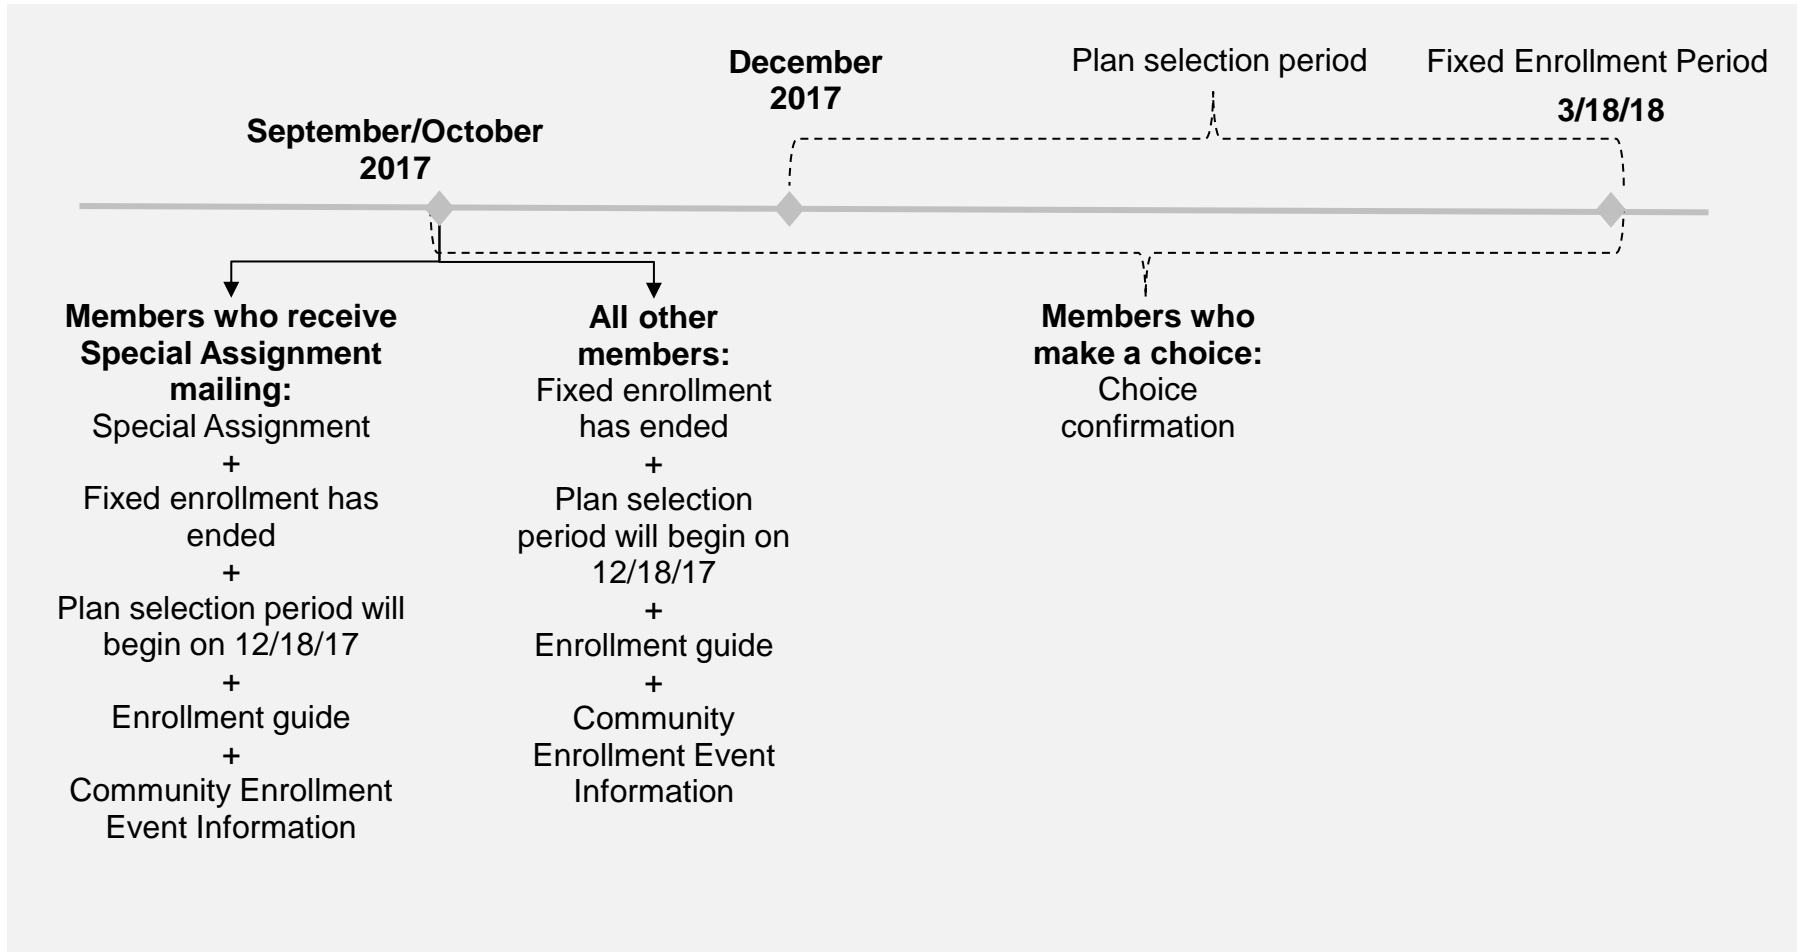 December
2017
Plan selection period
Fixed Enrollment Period
3/18/18
September/October
2017
Members who receive
Special Assignment
mailing:
Special Assignment
+
Fixed enrollment has
ended
+
Plan selection period will
begin on 12/18/17
+
Enrollment guide
+
Community Enrollment
Event Information
All other
members:
Fixed enrollment
has ended
+
Plan selection
period will begin on
12/18/17
+
Enrollment guide
+
Community
Enrollment Event
Information
Members who
make a choice:
Choice
confirmation